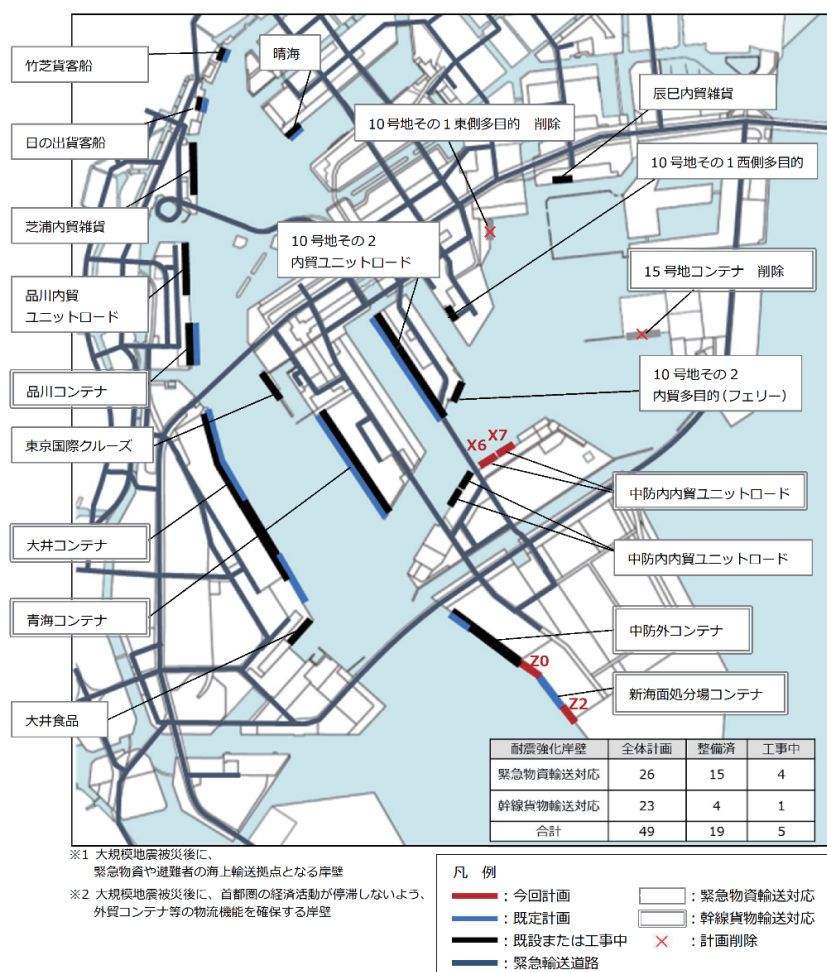 竹芝貨客船
晴海
日の出貨客船
10号地その1東側多目的 削除
辰巳内貿雑貨
10号地その1西側多目的
芝浦内貿雑貨
10号地その2
内貿ユニットロード
15号地コンテナ 削除
品川内貿
ユニットロード
品川コンテナ
10号地その2
内貿多目的(フェリー)
東京国際クルーズ
X6 X7
中防内内貿ユニットロード
大井コンテナ
中防内内貿ユニットロード
青海コンテナ
中防外コンテナ
Z0
新海面処分場コンテナ
Z2
大井食品
耐震強化岸壁 全体計画 整備済 工事中
緊急物資輸送対応 26 15 4
幹線貨物輸送対応 23 4 1
合計 49 19 5
※1 大規模地震被災後に、
緊急物資や避難者の海上輸送拠点となる岸壁
※2 大規模地震被災後に、首都圏の経済活動が停滞しないよう、
外貿コンテナ等の物流機能を確保する岸壁
凡 例
:今回計画 :緊急物資輸送対応
:既定計画 :幹線貨物輸送対応
:既設または工事中 :計画削除
:緊急輸送道路